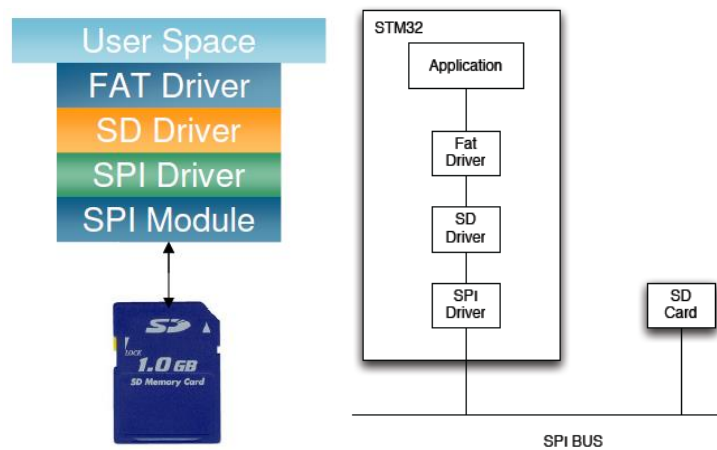 User Space
FAT Driver
SD Driver
SPI Driver
SPI Module
SD
LOCK
1.0 GB
SD Memory Card
STM32
Application
Fat
Driver
SD
Driver
SPI
Driver
SD
Card
SPI BUS